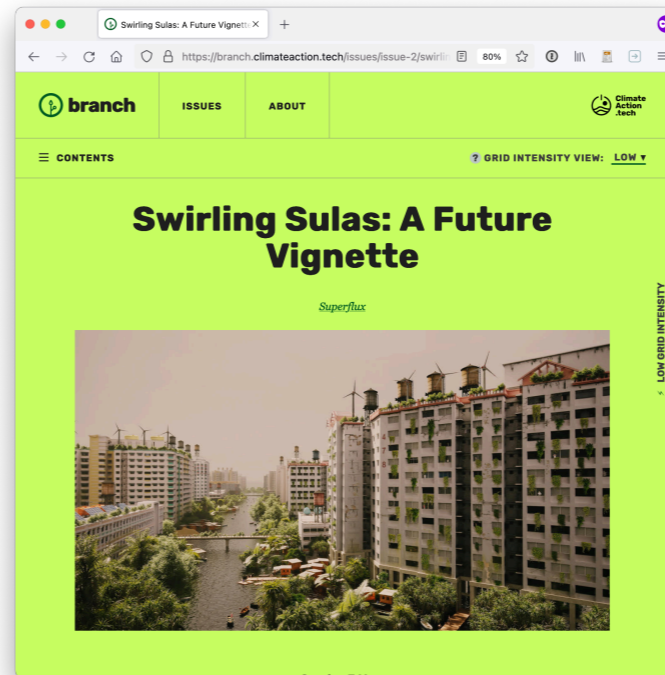 Swirling Sulas: A Future Vignett
https://branch.climateaction.tech/issues/issue-2/swirlin
80%
branch
ISSUES
ABOUT
Climate
Action
.tech
CONTENTS
? GRID INTENSITY VIEW: LOW
Swirling Sulas: A Future
Vignette
Superflux
LOW GRID INTENSITY